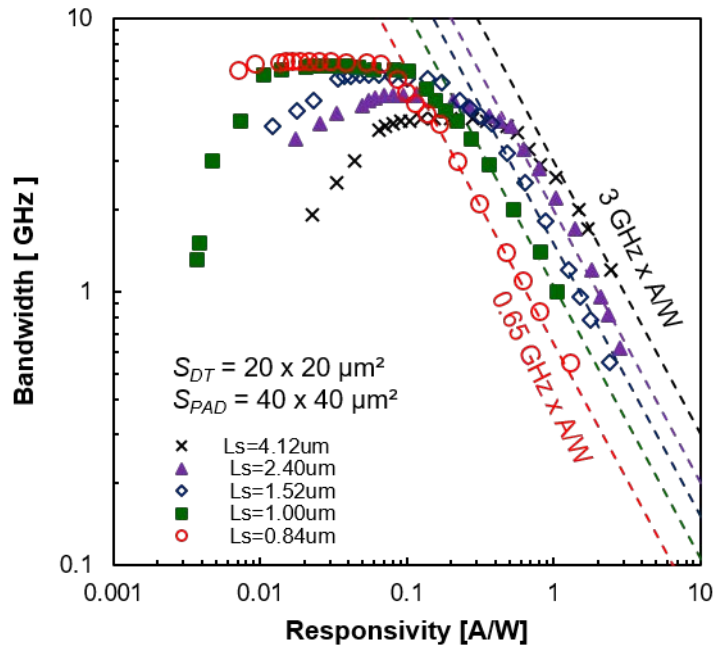 10
Bandwidth [ GHz ]
1
0.1
3 GHz x A/W
0.65 GHz x A/W
S_DT = 20 x 20 µm²
S_PAD = 40 x 40 µm²
Ls=4.12um
Ls=2.40um
Ls=1.52um
Ls=1.00um
Ls=0.84um
0.001 0.01 0.1 1 10
Responsivity [A/W]